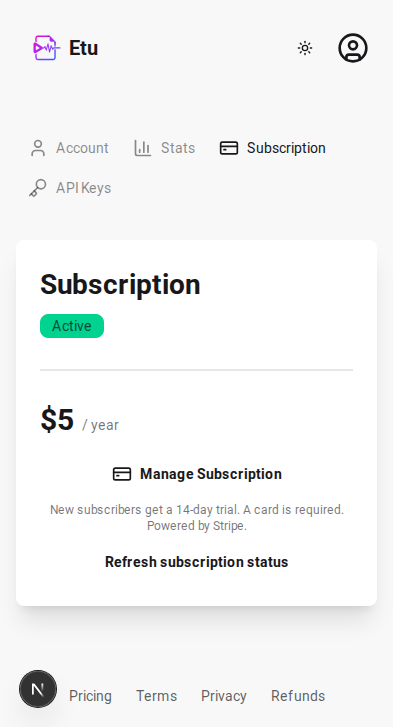 Etu
Account Stats Subscription
API Keys
Subscription
Active
$5 / year
Manage Subscription
New subscribers get a 14-day trial. A card is required.
Powered by Stripe.
Refresh subscription status
N Pricing Terms Privacy Refunds